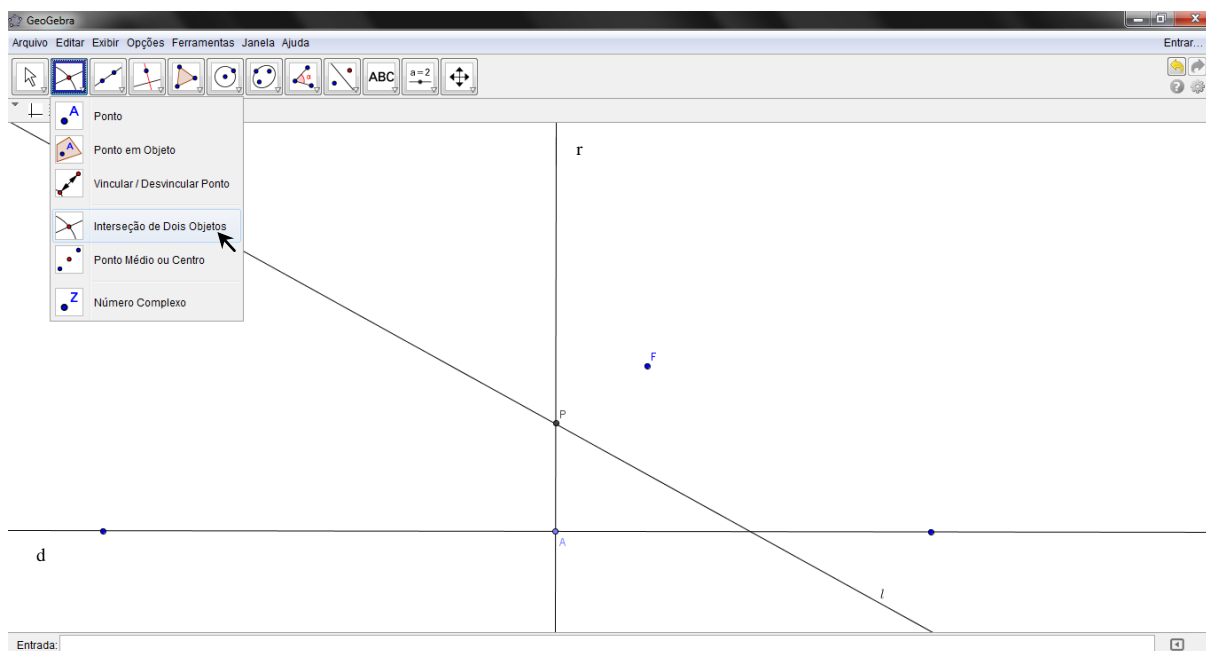 GeoGebra
Arquivo Editar Exibir Opções Ferramentas Janela Ajuda Entrar...
ABC a=2
A Ponto
A Ponto em Objeto
Vincular / Desvincular Ponto
Interseção de Dois Objetos
Ponto Médio ou Centro
Z Número Complexo
r
F
P
A
d
l
Entrada: